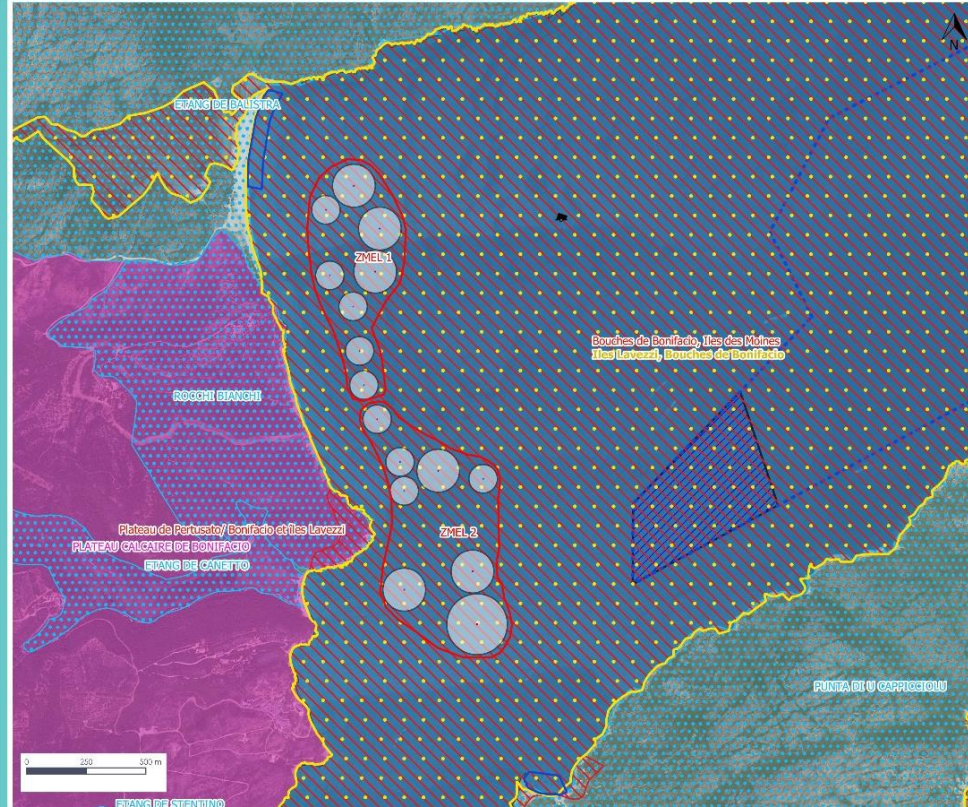 N
ETANG DE BALISTRA
ZMEL 1
Bouches de Bonifacio, Iles des Moines
Iles Lavezzi, Bouches de Bonifacio
ROCCHI BIANCHI
Plateau de Pertusato/ Bonifacio et îles Lavezzi
ZMEL 2
PLATEAU CALCAIRE DE BONIFACIO
ETANG DE CANETTO
PUNTA DI U CAPPICCIOLU
0 250 500 m
ETANG DE STENTINO